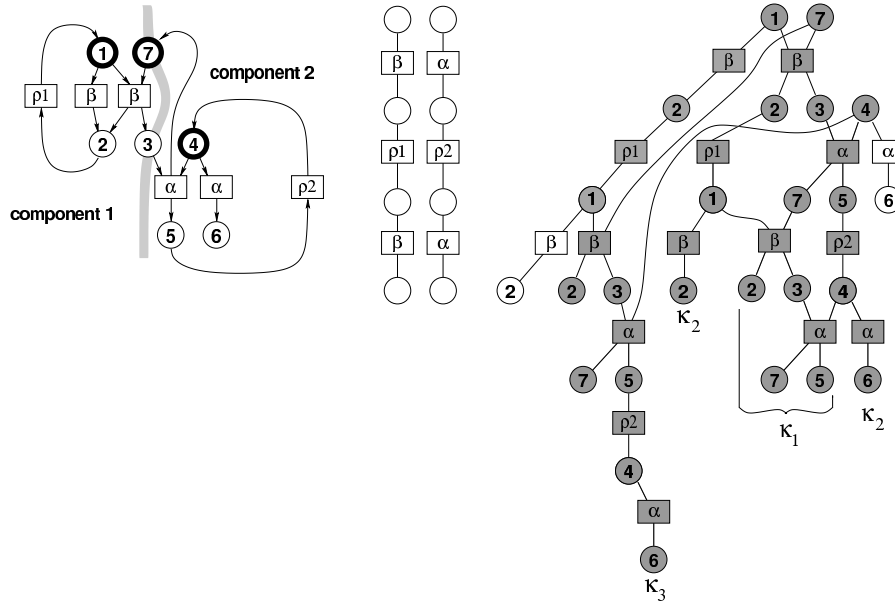 1 7 1 7
β α
component 2
β β
ρ1 β β
2 2 3 4
2 3 4
ρ1 ρ2 ρ1 ρ1 α α
α α ρ2
component 1
1 1 7 5 6
5 6
β α β β β β ρ2
2 2 3 2 2 3 4
κ2
α α α
7 5 7 5 6
κ1 κ2
ρ2
4
α
6
κ3